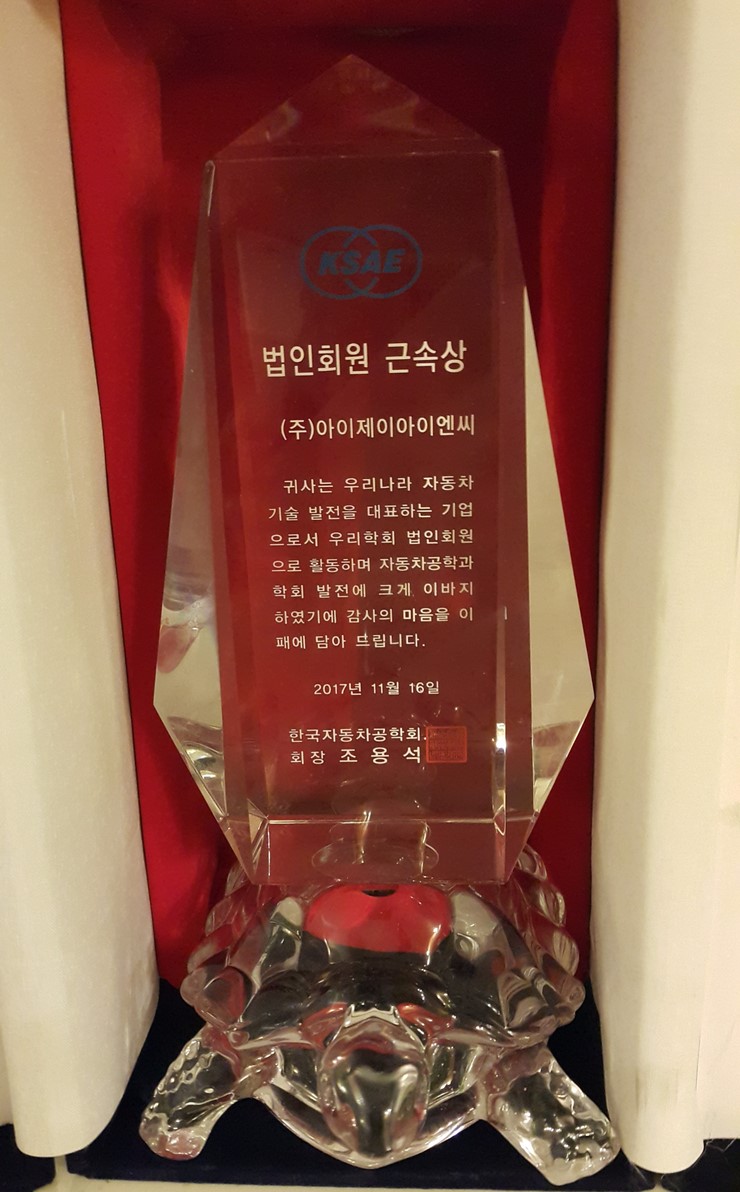 KSAE
법인회원 근속상
(주)아이제이아이엔씨
귀사는 우리나라 자동차
기술 발전을 대표하는 기업
으로서 우리학회 법인회원
으로 활동하며 자동차공학과
학회 발전에 크게 이바지
하였기에 감사의 마음을 이
패에 담아 드립니다.
2017년 11월 16일
한국자동차공학회
회장 조용석